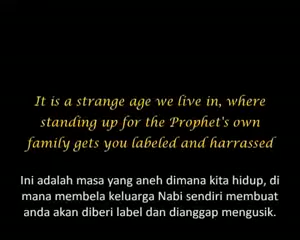 It is a strange age we live in, where
standing up for the Prophet's own
family gets you labeled and harrassed
Ini adalah masa yang aneh dimana kita hidup, di
mana membela keluarga Nabi sendiri membuat
anda akan diberi label dan dianggap mengusik.